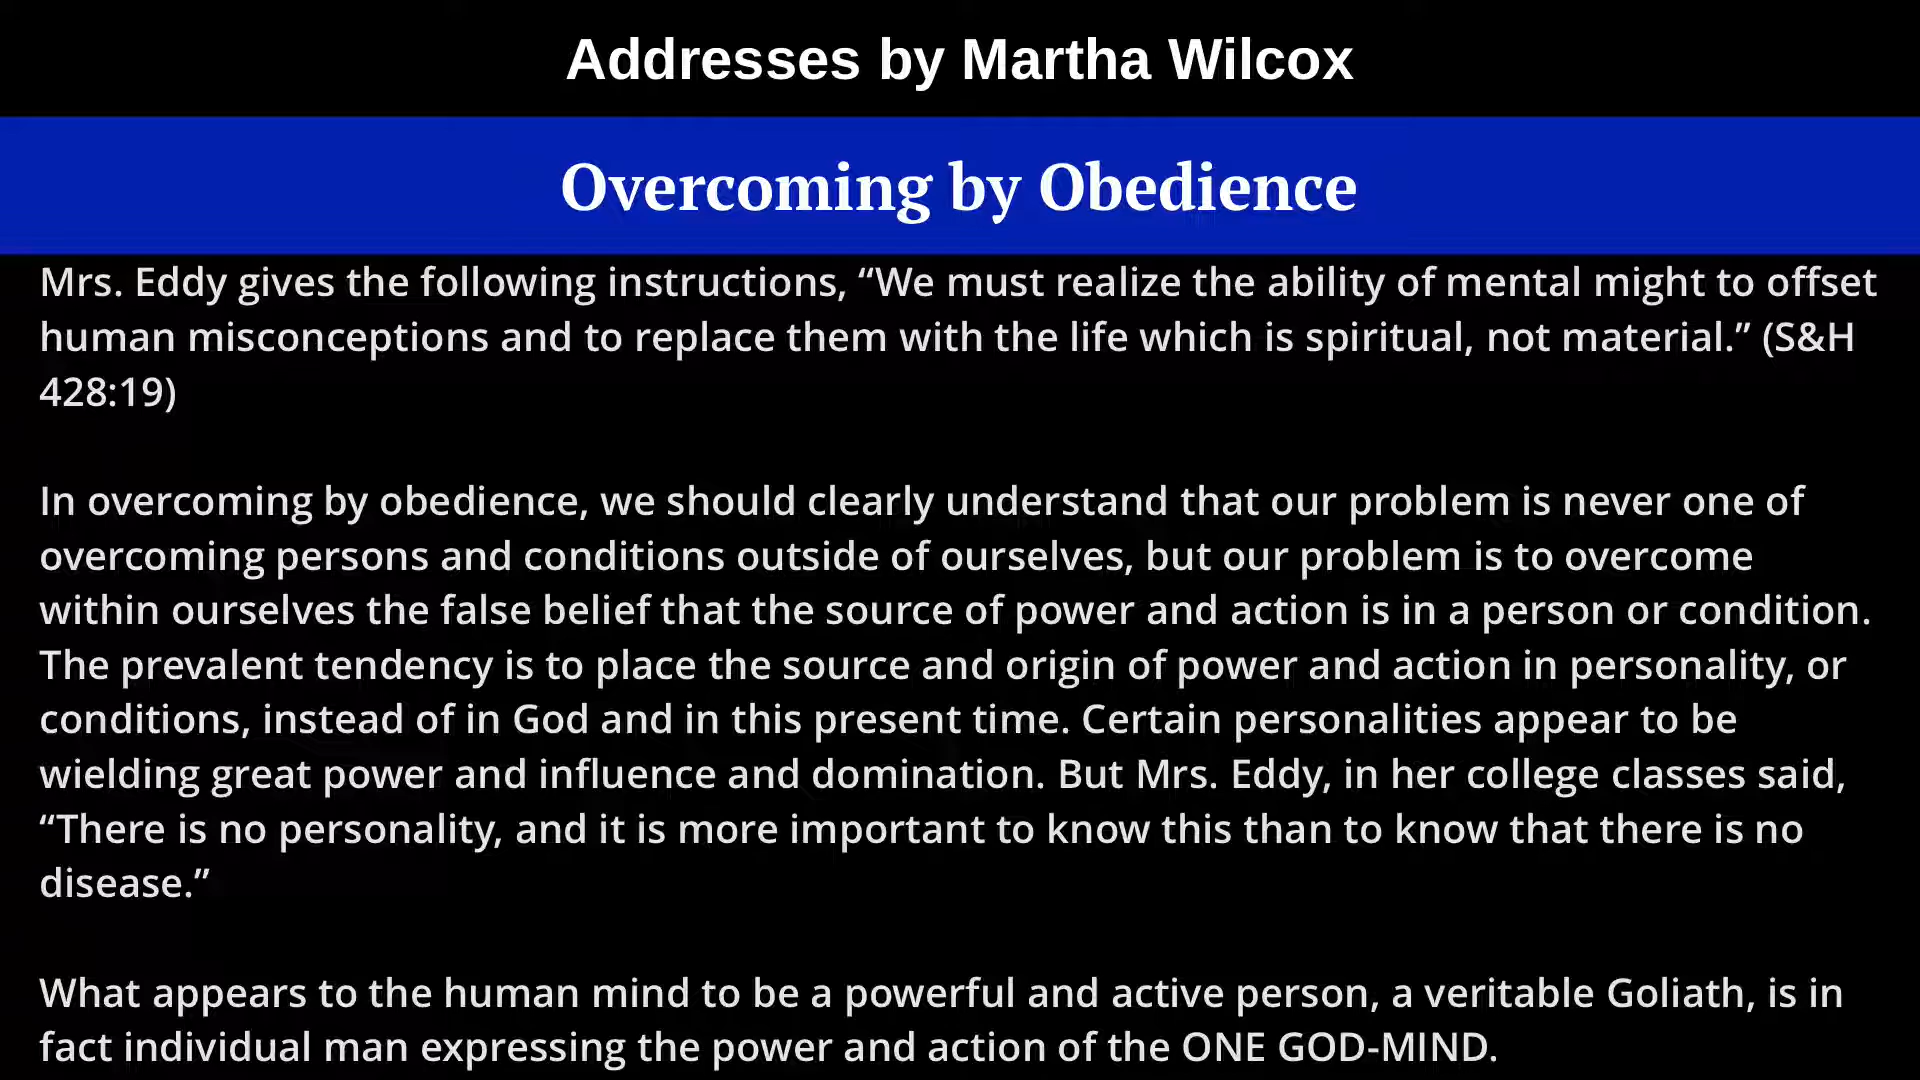 Addresses by Martha Wilcox
Overcoming by Obedience
Mrs. Eddy gives the following instructions, “We must realize the ability of mental might to offset
human misconceptions and to replace them with the life which is spiritual, not material.” (S&H
428:19)
In overcoming by obedience, we should clearly understand that our problem is never one of
overcoming persons and conditions outside of ourselves, but our problem is to overcome
within ourselves the false belief that the source of power and action is in a person or condition.
The prevalent tendency is to place the source and origin of power and action in personality, or
conditions, instead of in God and in this present time. Certain personalities appear to be
wielding great power and influence and domination. But Mrs. Eddy, in her college classes said,
“There is no personality, and it is more important to know this than to know that there is no
disease.”
What appears to the human mind to be a powerful and active person, a veritable Goliath, is in
fact individual man expressing the power and action of the ONE GOD-MIND.